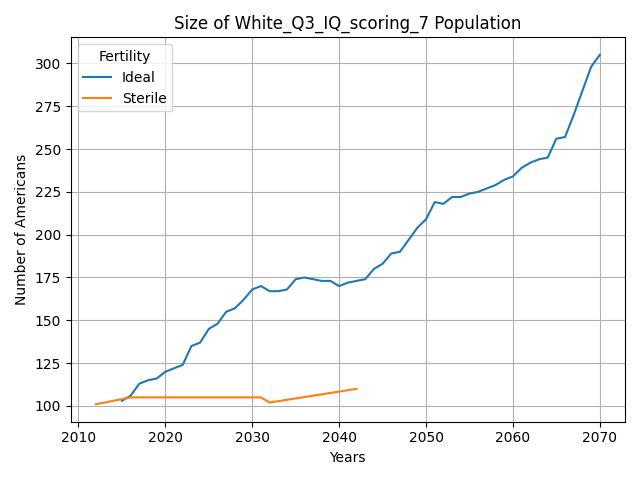 Size of White_Q3_IQ_scoring_7 Population
Fertility
Ideal
Sterile
Number of Americans
300
275
250
225
200
175
150
125
100
2010 2020 2030 2040 2050 2060 2070
Years